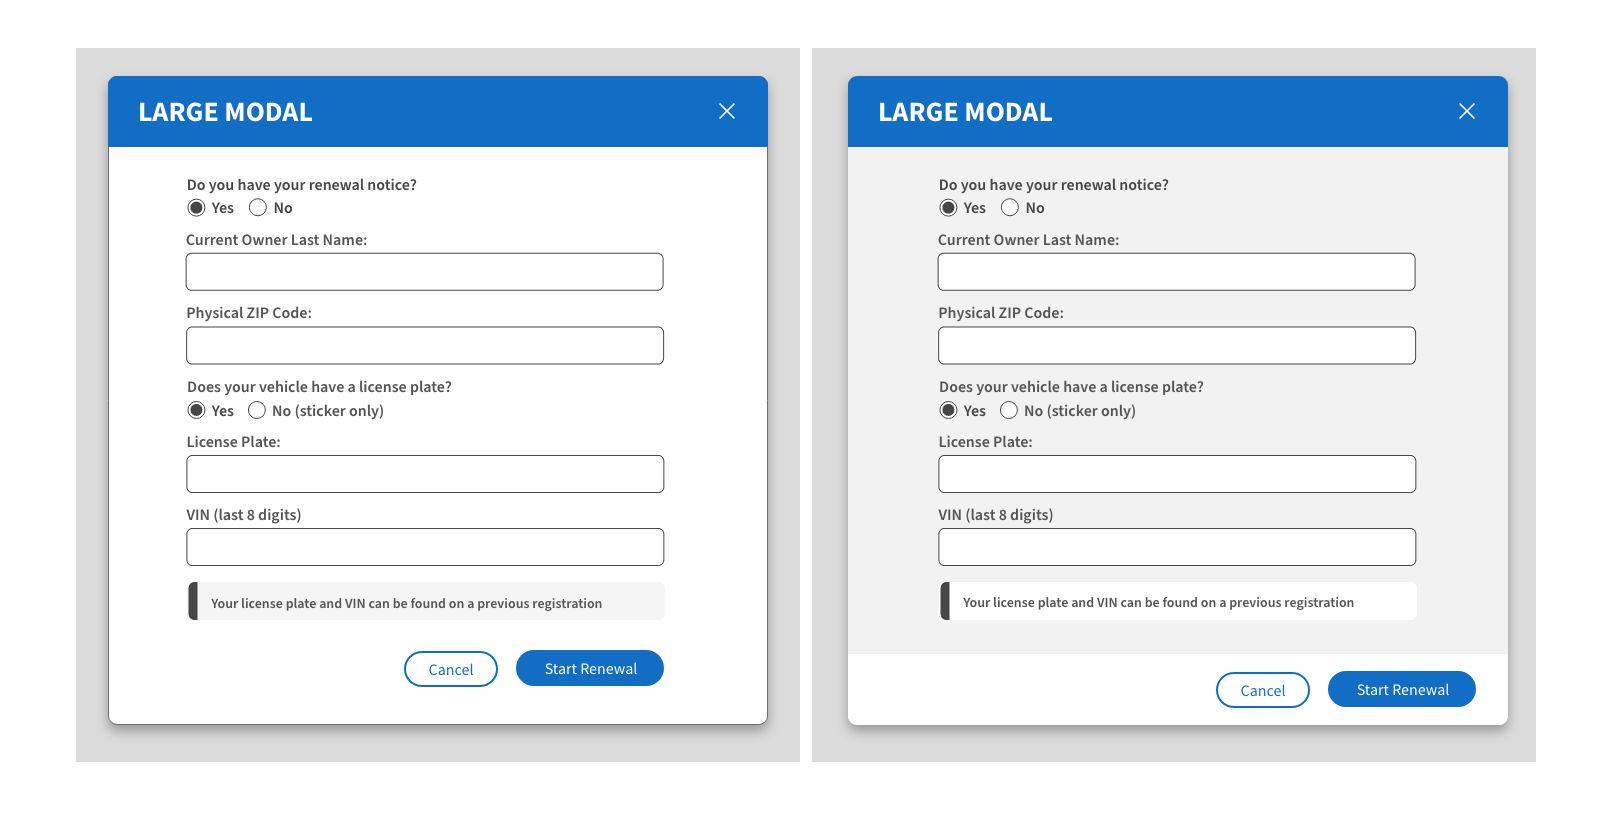 LARGE MODAL
Do you have your renewal notice?
Yes No
Current Owner Last Name:
Physical ZIP Code:
Does your vehicle have a license plate?
Yes No (sticker only)
License Plate:
VIN (last 8 digits)
Your license plate and VIN can be found on a previous registration
Cancel Start Renewal
LARGE MODAL
Do you have your renewal notice?
Yes No
Current Owner Last Name:
Physical ZIP Code:
Does your vehicle have a license plate?
Yes No (sticker only)
License Plate:
VIN (last 8 digits)
Your license plate and VIN can be found on a previous registration
Cancel Start Renewal